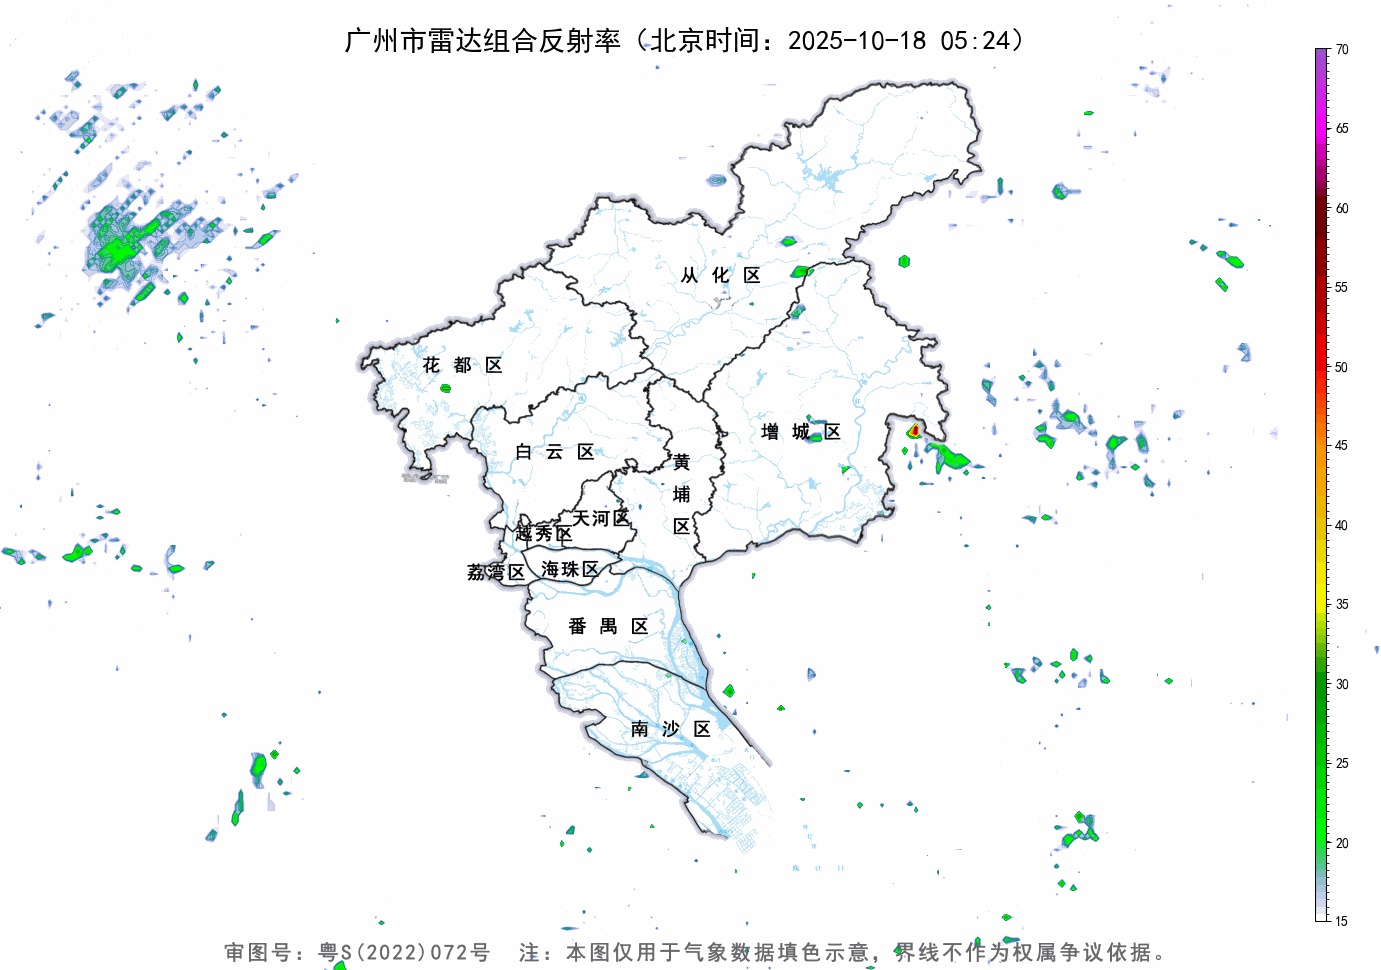 广州市雷达组合反射率（北京时间：2025-10-18 05:24）
70
65
60
55
50
45
40
35
30
25
20
15
从化区
花都区
增城区
白云区
黄埔区
天河区
越秀区
荔湾区
海珠区
番禺区
南沙区
审图号：粤S(2022)072号 注：本图仅用于气象数据填色示意，界线不作为权属争议依据。